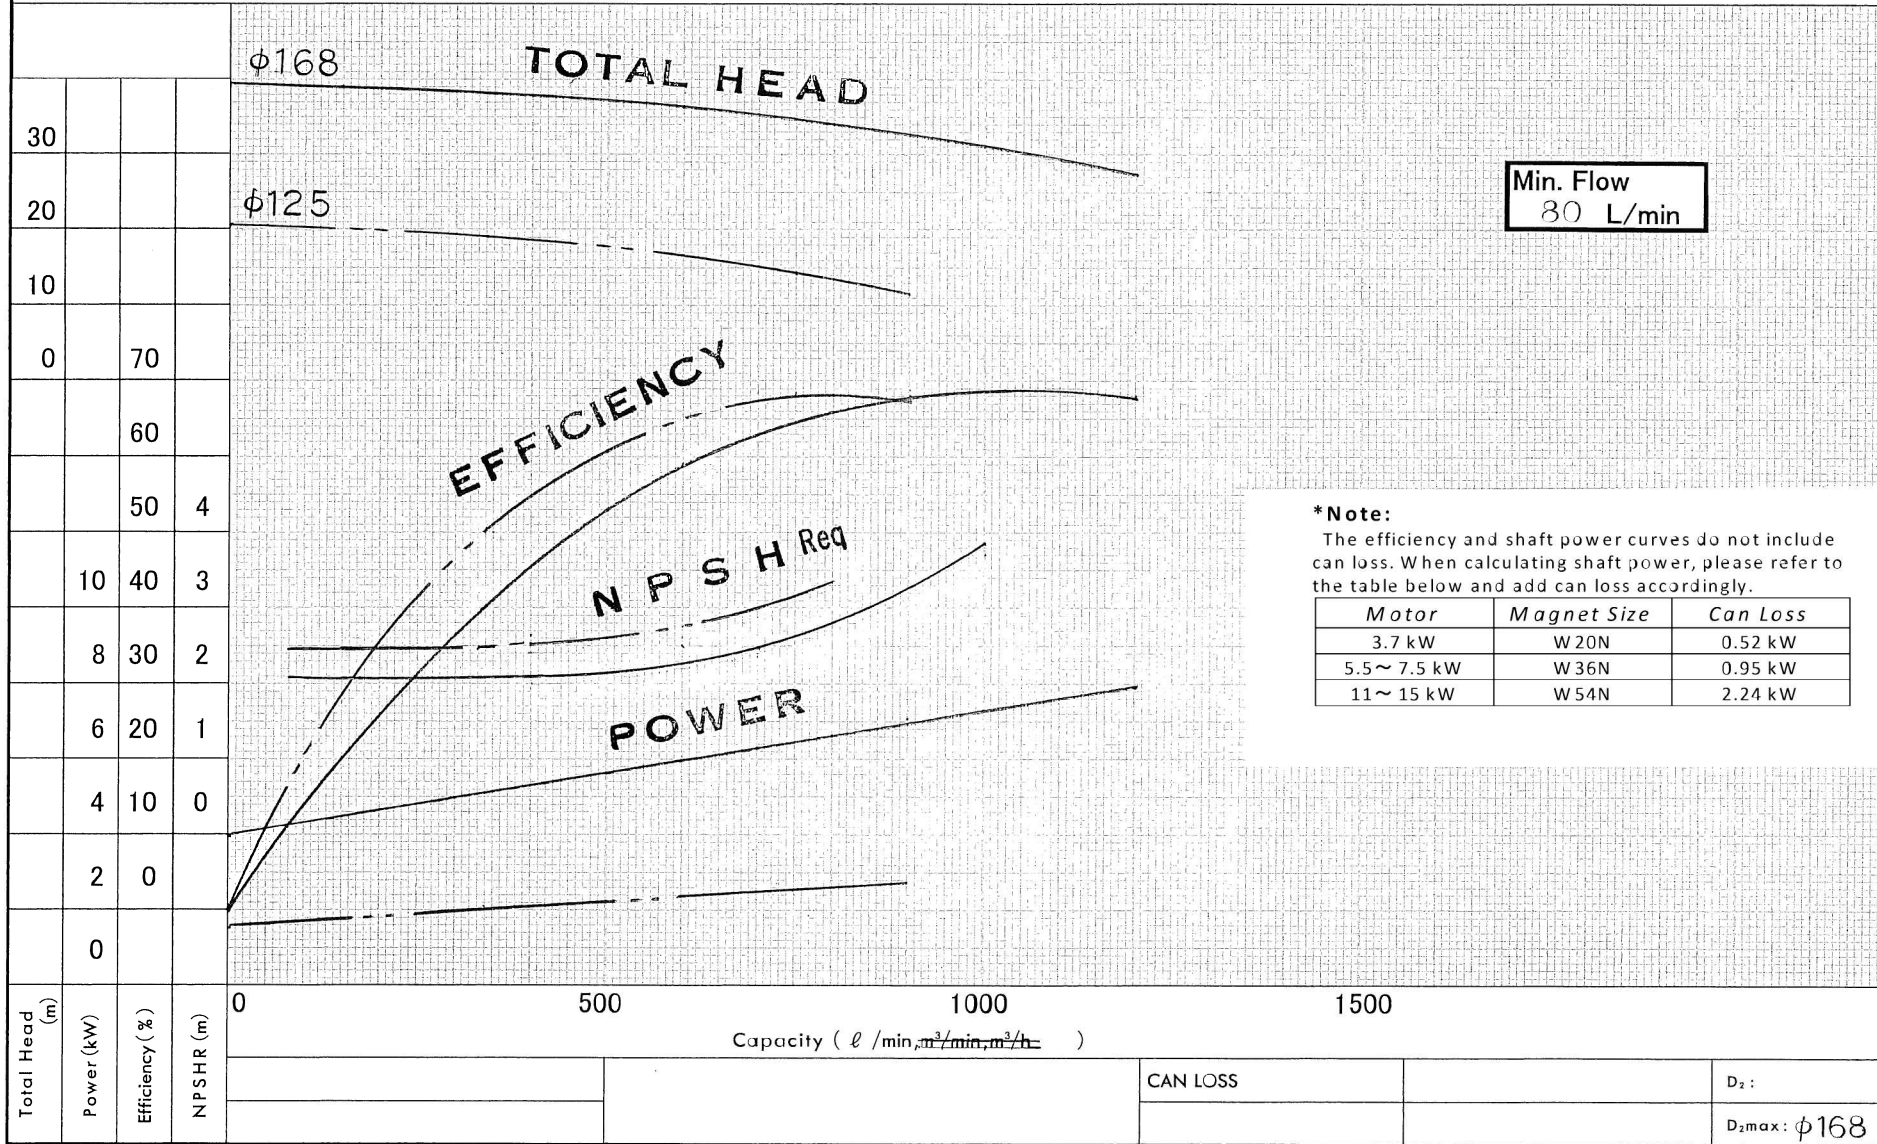 φ168
TOTAL HEAD
30
φ125
20
10
0 70
60
50 4
10 40 3
8 30 2
6 20 1
4 10 0
2 0
0
Min. Flow
80 L/min
EFFICIENCY
NPSH Req
POWER
*Note:
The efficiency and shaft power curves do not include
can loss. When calculating shaft power, please refer to
the table below and add can loss accordingly.
Motor Magnet Size Can Loss
3.7 kW W20N 0.52 kW
5.5~7.5 kW W36N 0.95 kW
11~15 kW W54N 2.24 kW
0 500 1000 1500
Capacity ( ℓ /min,m³/min,m³/h )
Total Head (m)
Power(kW)
Efficiency(%)
NPSHR(m)
CAN LOSS
D₂ :
D₂max: φ168